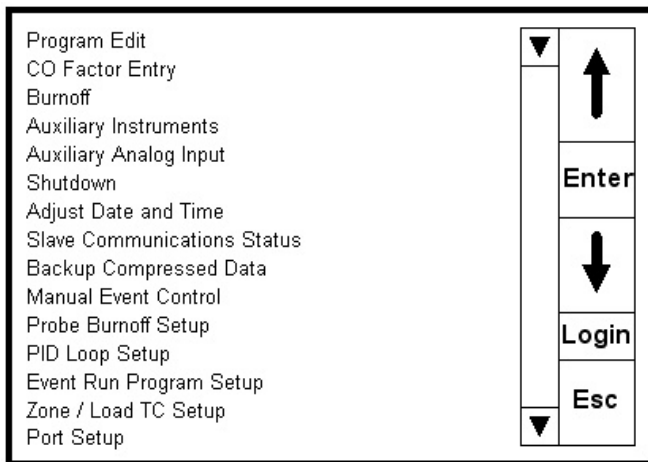 Program Edit
CO Factor Entry
Burnoff
Auxiliary Instruments
Auxiliary Analog Input
Shutdown
Adjust Date and Time
Slave Communications Status
Backup Compressed Data
Manual Event Control
Probe Burnoff Setup
PID Loop Setup
Event Run Program Setup
Zone / Load TC Setup
Port Setup
Enter
Login
Esc